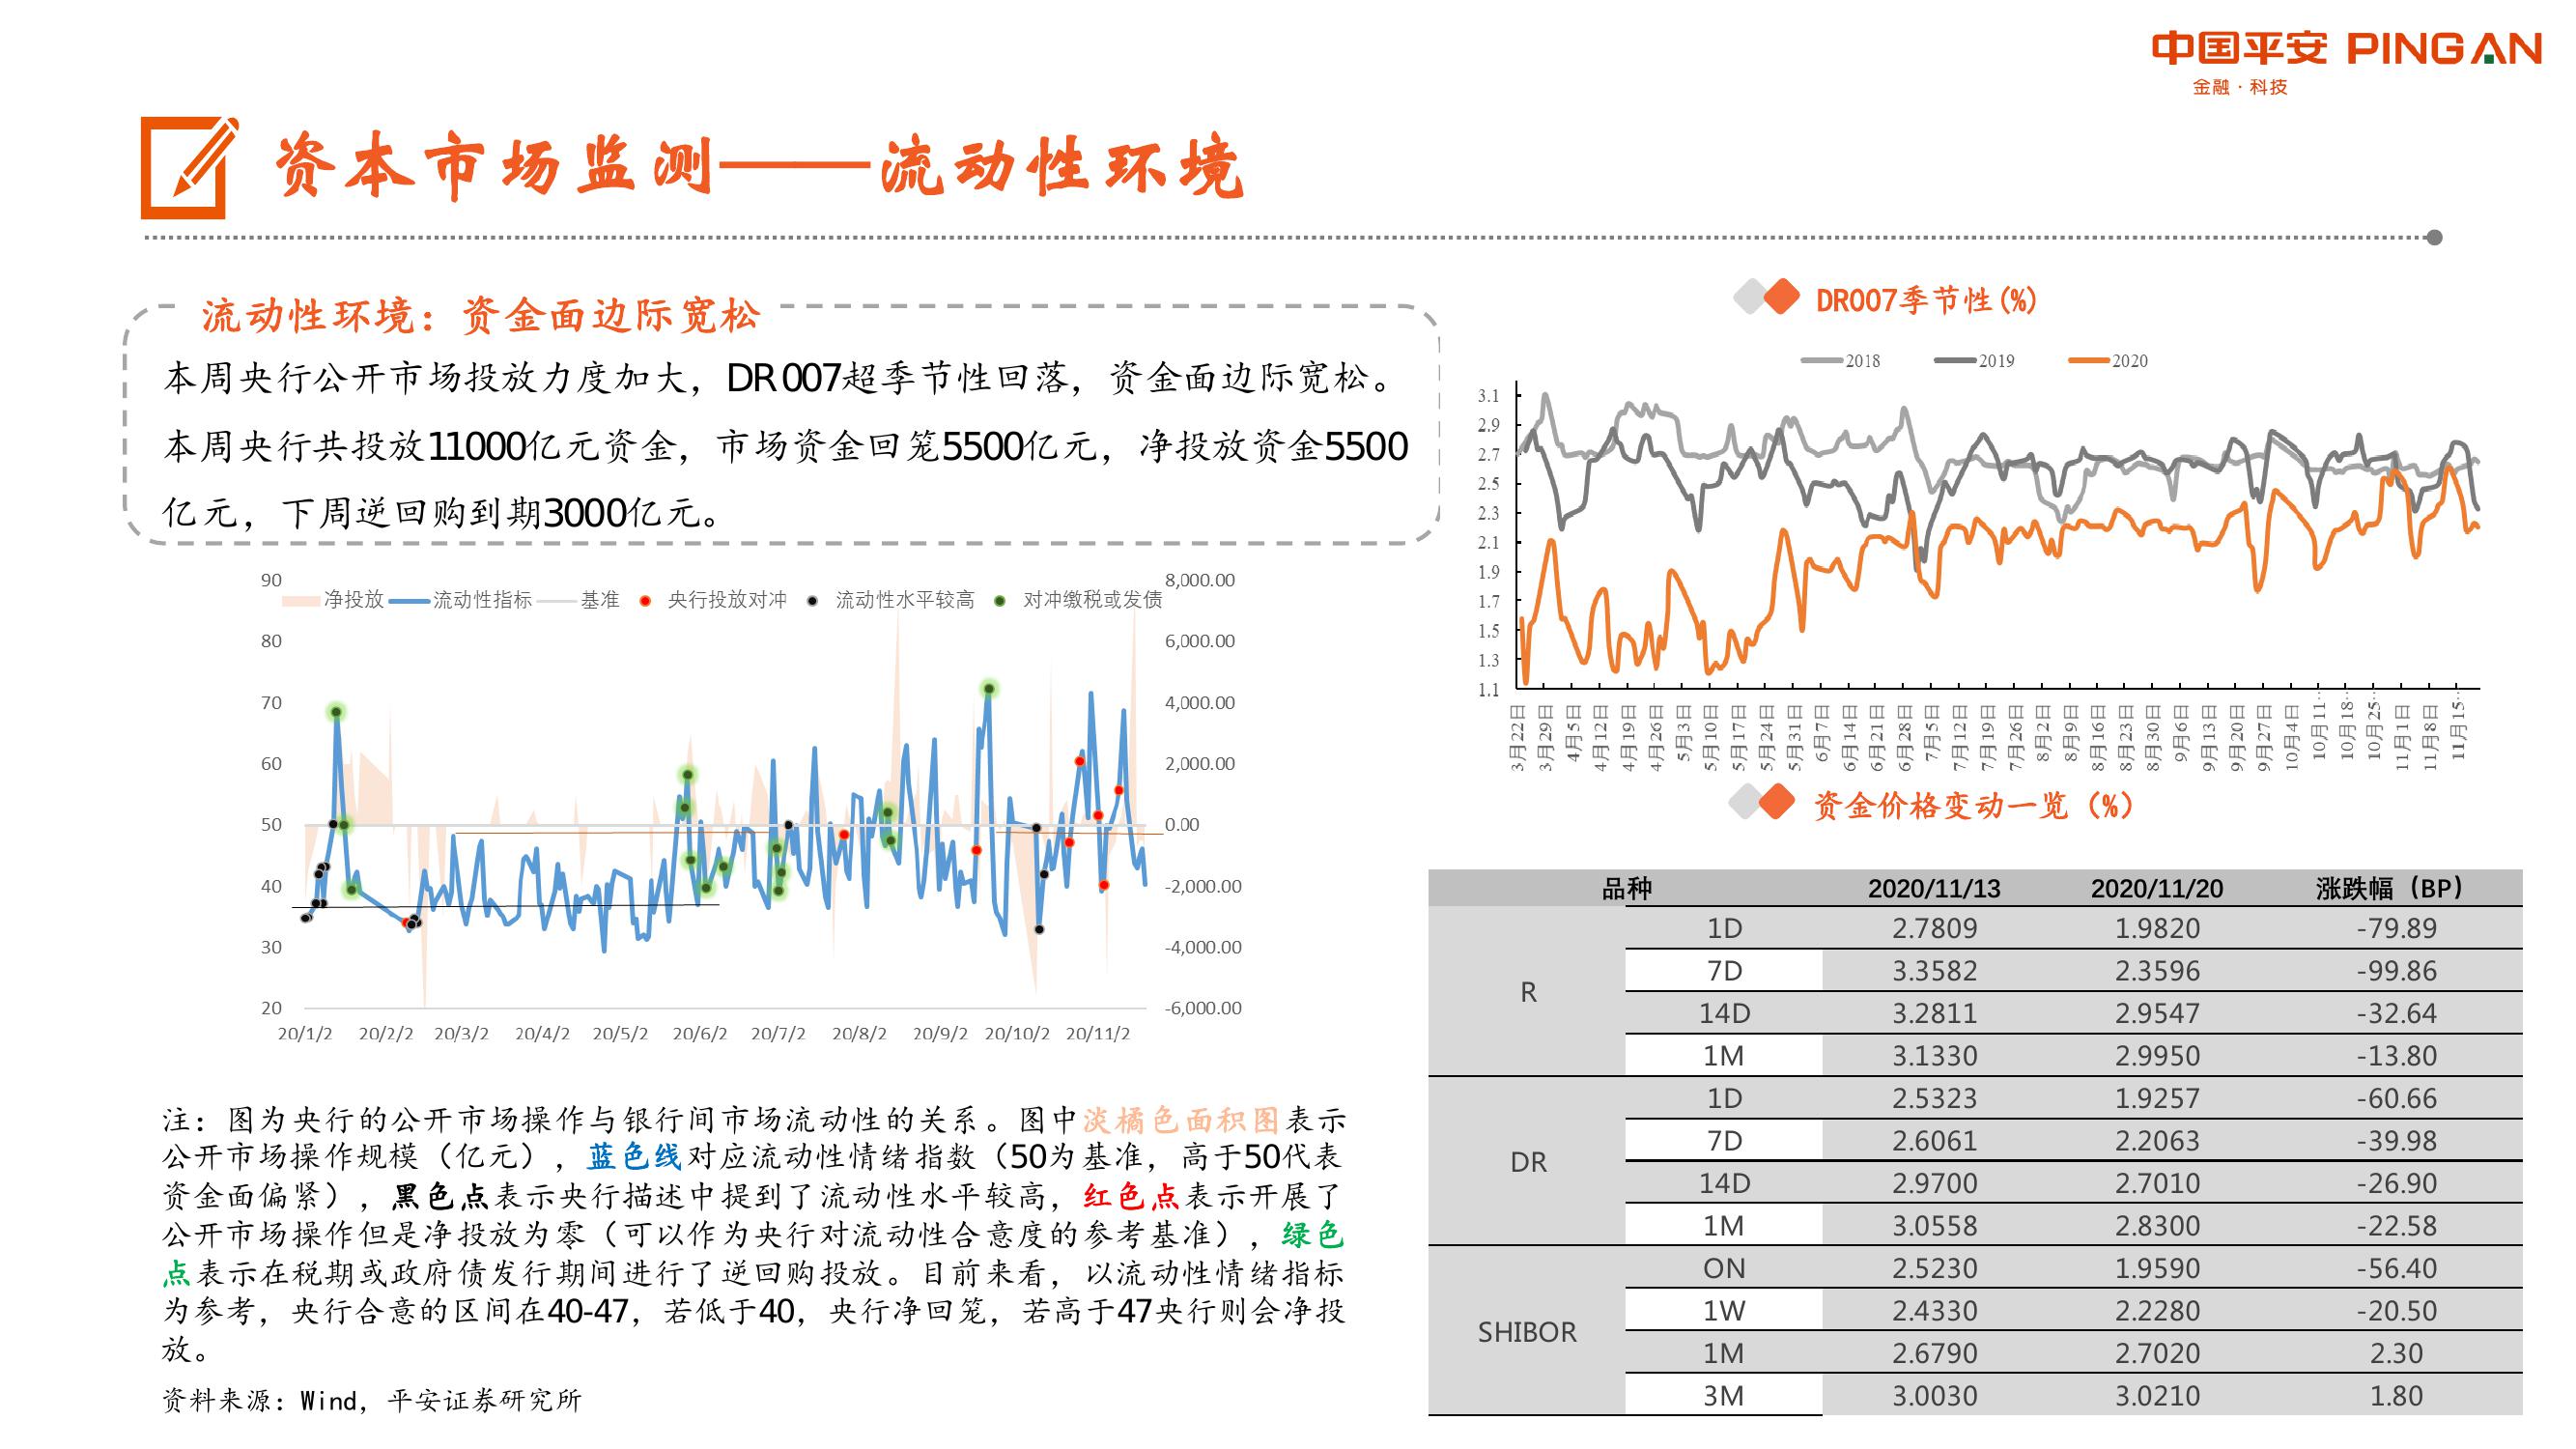 中国平安 PINGAN
金融·科技
资本市场监测——流动性环境
流动性环境：资金面边际宽松
本周央行公开市场投放力度加大，DR007超季节性回落，资金面边际宽松。
本周央行共投放11000亿元资金，市场资金回笼5500亿元，净投放资金5500
亿元，下周逆回购到期3000亿元。
净投放 流动性指标 基准 央行投放对冲 流动性水平较高 对冲缴税或发债
90
80
70
60
50
40
30
20
8,000.00
6,000.00
4,000.00
2,000.00
0.00
-2,000.00
-4,000.00
-6,000.00
20/1/2 20/2/2 20/3/2 20/4/2 20/5/2 20/6/2 20/7/2 20/8/2 20/9/2 20/10/2 20/11/2
注：图为央行的公开市场操作与银行间市场流动性的关系。图中淡橘色面积图表示
公开市场操作规模（亿元），蓝色线对应流动性情绪指数（50为基准，高于50代表
资金面偏紧），黑色点表示央行描述中提到了流动性水平较高，红色点表示开展了
公开市场操作但是净投放为零（可以作为央行对流动性合意度的参考基准），绿色
点表示在税期或政府债发行期间进行了逆回购投放。目前来看，以流动性情绪指标
为参考，央行合意的区间在40-47，若低于40，央行净回笼，若高于47央行则会净投
放。
资料来源：Wind，平安证券研究所
DR007季节性(%)
2018 2019 2020
3.1
2.9
2.7
2.5
2.3
2.1
1.9
1.7
1.5
1.3
1.1
3月22日 3月29日 4月5日 4月12日 4月19日 4月26日 5月3日 5月10日 5月17日 5月24日 5月31日 6月7日 6月14日 6月21日 6月28日 7月5日 7月12日 7月19日 7月26日 8月2日 8月9日 8月16日 8月23日 8月30日 9月6日 9月13日 9月20日 9月27日 10月4日 10月11… 10月18… 10月25… 11月1日 11月8日 11月15…
资金价格变动一览（%）
品种 2020/11/13 2020/11/20 涨跌幅（BP）
R
1D 2.7809 1.9820 -79.89
7D 3.3582 2.3596 -99.86
14D 3.2811 2.9547 -32.64
1M 3.1330 2.9950 -13.80
DR
1D 2.5323 1.9257 -60.66
7D 2.6061 2.2063 -39.98
14D 2.9700 2.7010 -26.90
1M 3.0558 2.8300 -22.58
SHIBOR
ON 2.5230 1.9590 -56.40
1W 2.4330 2.2280 -20.50
1M 2.6790 2.7020 2.30
3M 3.0030 3.0210 1.80